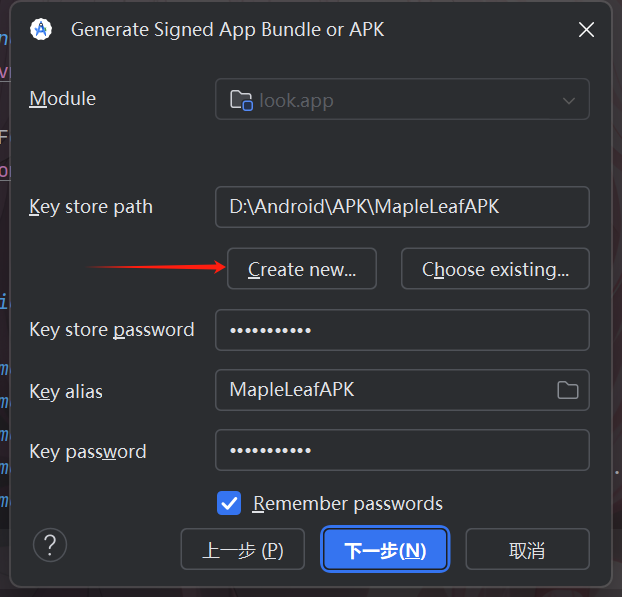 Generate Signed App Bundle or APK
Module
look.app
Key store path
D:\Android\APK\MapleLeafAPK
Create new...
Choose existing...
Key store password
•••••••••••
Key alias
MapleLeafAPK
Key password
•••••••••••
Remember passwords
?
上一步 (P)
下一步(N)
取消